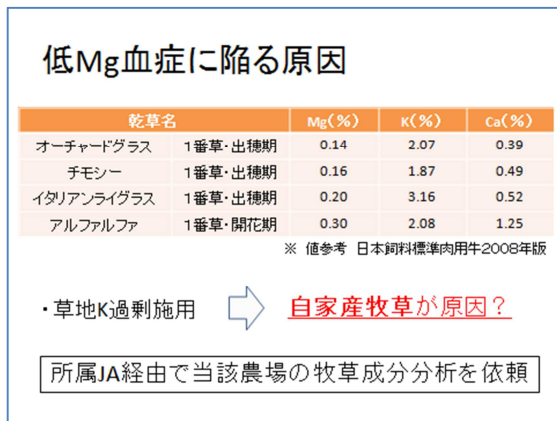 低Mg血症に陥る原因
乾草名 Mg(%) K(%) Ca(%)
オーチャードグラス 1番草・出穂期 0.14 2.07 0.39
チモシー 1番草・出穂期 0.16 1.87 0.49
イタリアンライグラス 1番草・出穂期 0.20 3.16 0.52
アルファルファ 1番草・開花期 0.30 2.08 1.25
※ 値参考 日本飼料標準肉用牛2008年版
・草地K過剰施用 自家産牧草が原因？
所属JA経由で当該農場の牧草成分分析を依頼